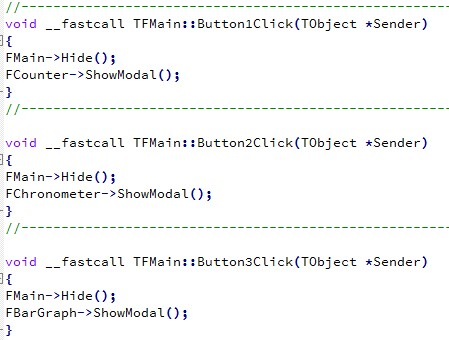 //------------------------------------------------------
void __fastcall TFMain::Button1Click(TObject *Sender)
{
FMain->Hide();
FCounter->ShowModal();
}
//------------------------------------------------------
void __fastcall TFMain::Button2Click(TObject *Sender)
{
FMain->Hide();
FChronometer->ShowModal();
}
//------------------------------------------------------
void __fastcall TFMain::Button3Click(TObject *Sender)
{
FMain->Hide();
FBarGraph->ShowModal();
}